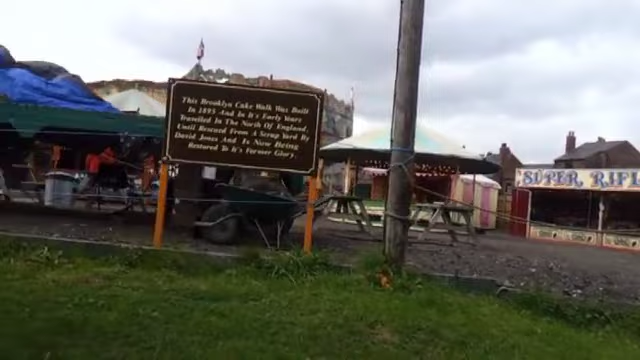 This Brooklyn Cake Walk Was Built
In 1895 And In It's Early Years
Travelled In The North Of England,
Until Rescued From A Scrap Yard By
David Jones And Is Now Being
Restored To It's Former Glory.
SUPER RIFL